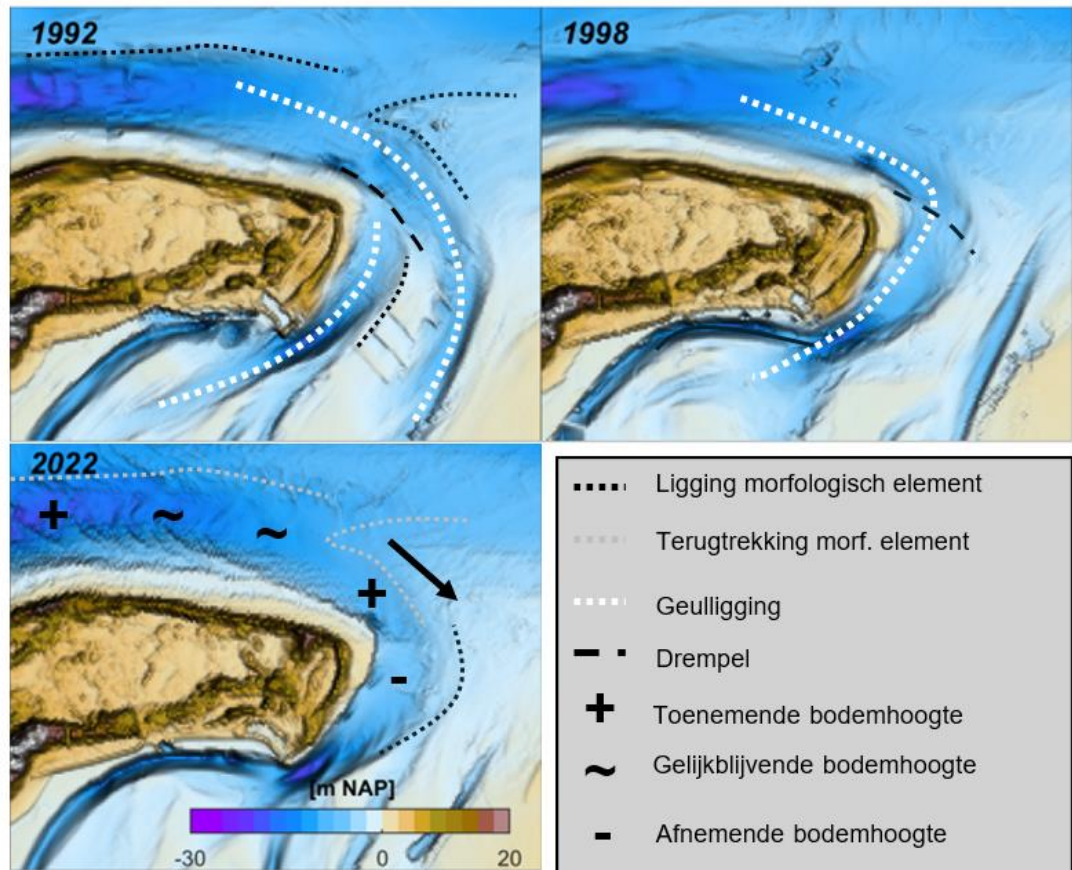 1992
1998
2022
[m NAP]
-30
0
20
Ligging morfologisch element
Terugtrekking morf. element
Geulligging
Drempel
+ Toenemende bodemhoogte
~ Gelijkblijvende bodemhoogte
- Afnemende bodemhoogte